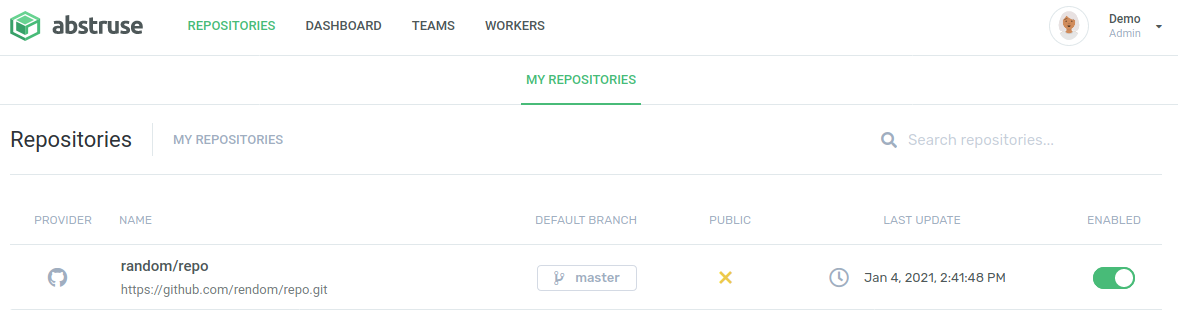 abstruse REPOSITORIES DASHBOARD TEAMS WORKERS Demo
Admin
MY REPOSITORIES
Repositories MY REPOSITORIES Search repositories...
PROVIDER NAME DEFAULT BRANCH PUBLIC LAST UPDATE ENABLED
random/repo
https://github.com/rendom/repo.git
master Jan 4, 2021, 2:41:48 PM